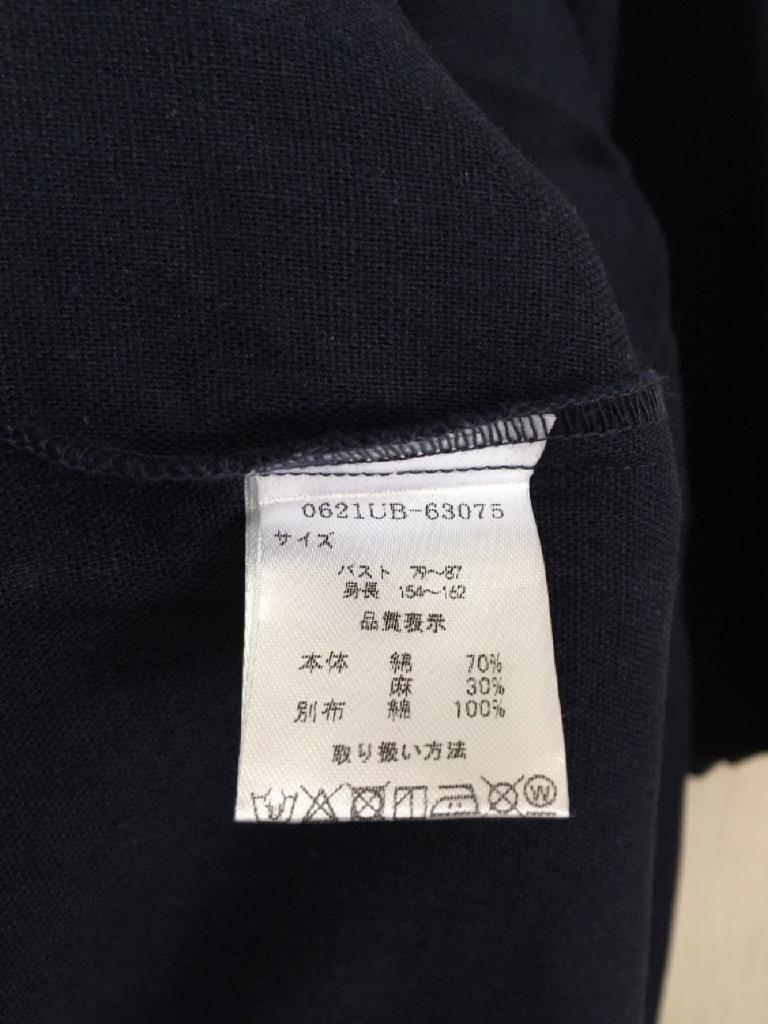 0621UB-63075
サイズ
バスト 79～87
身長 154～162
品質表示
本体 綿 70%
麻 30%
別布 綿 100%
取り扱い方法
W